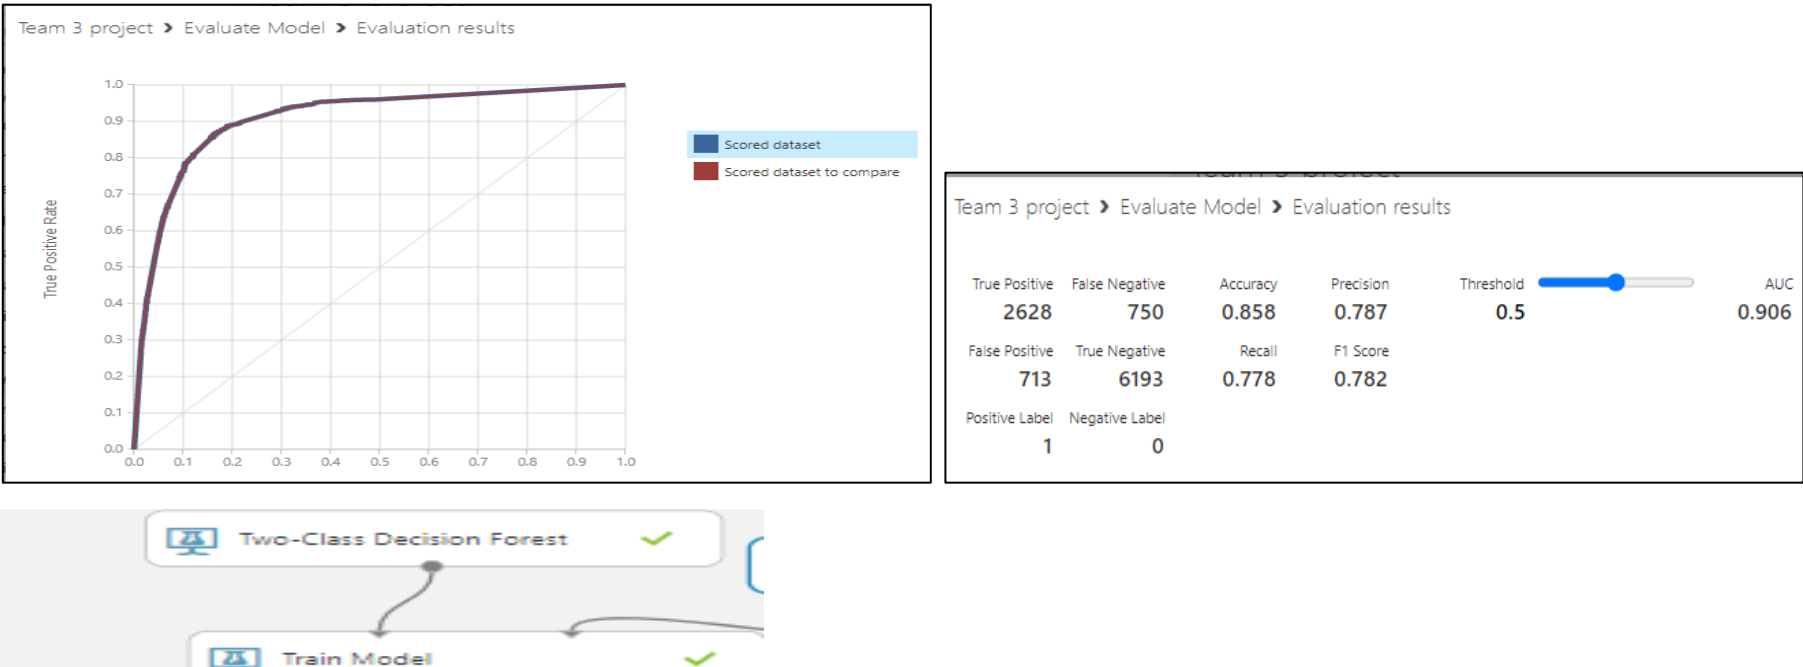 Team 3 project > Evaluate Model > Evaluation results
1.0
0.9
0.8
0.7
0.6
0.5
0.4
0.3
0.2
0.1
0.0
True Positive Rate
0.0 0.1 0.2 0.3 0.4 0.5 0.6 0.7 0.8 0.9 1.0
Scored dataset
Scored dataset to compare
Team 3 project
Team 3 project > Evaluate Model > Evaluation results
True Positive False Negative Accuracy Precision Threshold AUC
2628 750 0.858 0.787 0.5 0.906
False Positive True Negative Recall F1 Score
713 6193 0.778 0.782
Positive Label Negative Label
1 0
Two-Class Decision Forest
Train Model